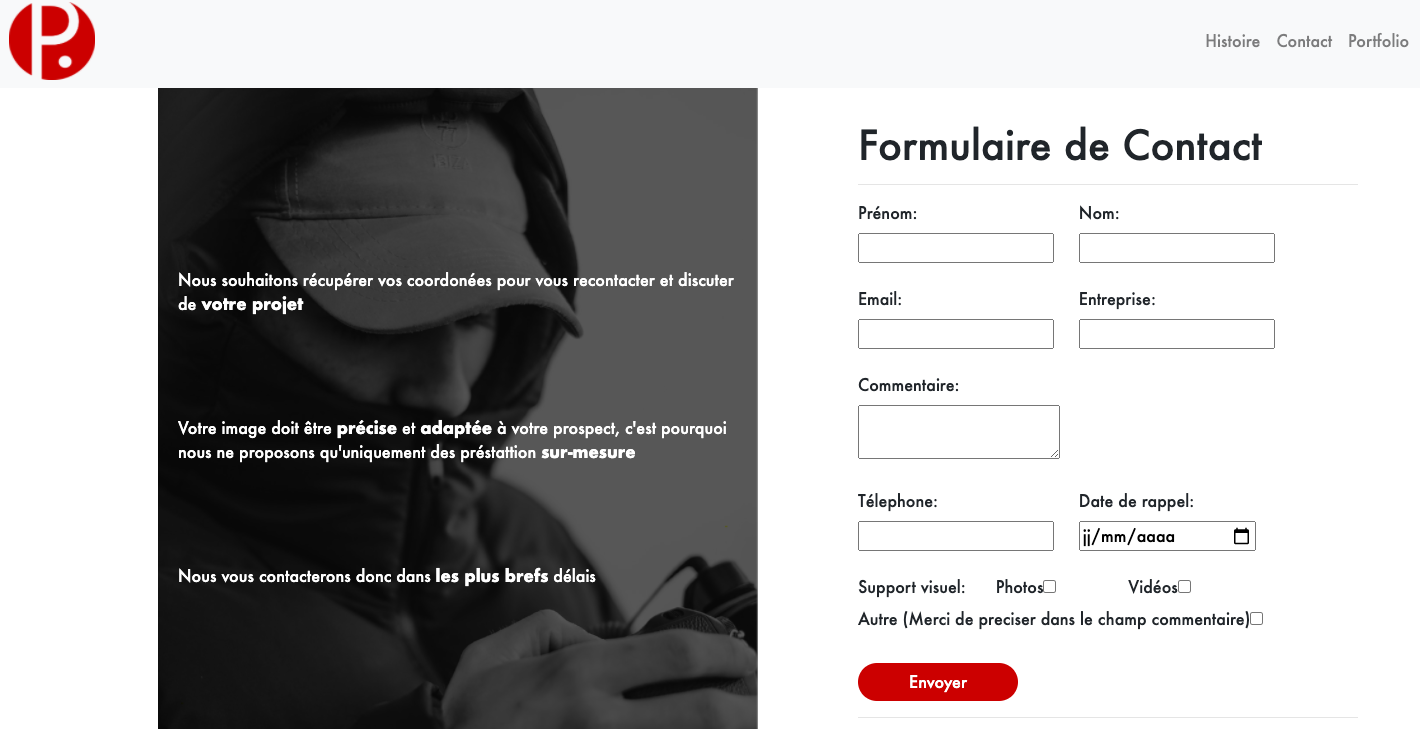 P.
Histoire Contact Portfolio
Nous souhaitons récupérer vos coordonées pour vous recontacter et discuter
de votre projet
Votre image doit être précise et adaptée à votre prospect, c'est pourquoi
nous ne proposons qu'uniquement des préstattion sur-mesure
Nous vous contacterons donc dans les plus brefs délais
Formulaire de Contact
Prénom: Nom:
Email: Entreprise:
Commentaire:
Télephone: Date de rappel:
jj/mm/aaaa
Support visuel: Photos Vidéos
Autre (Merci de preciser dans le champ commentaire)
Envoyer